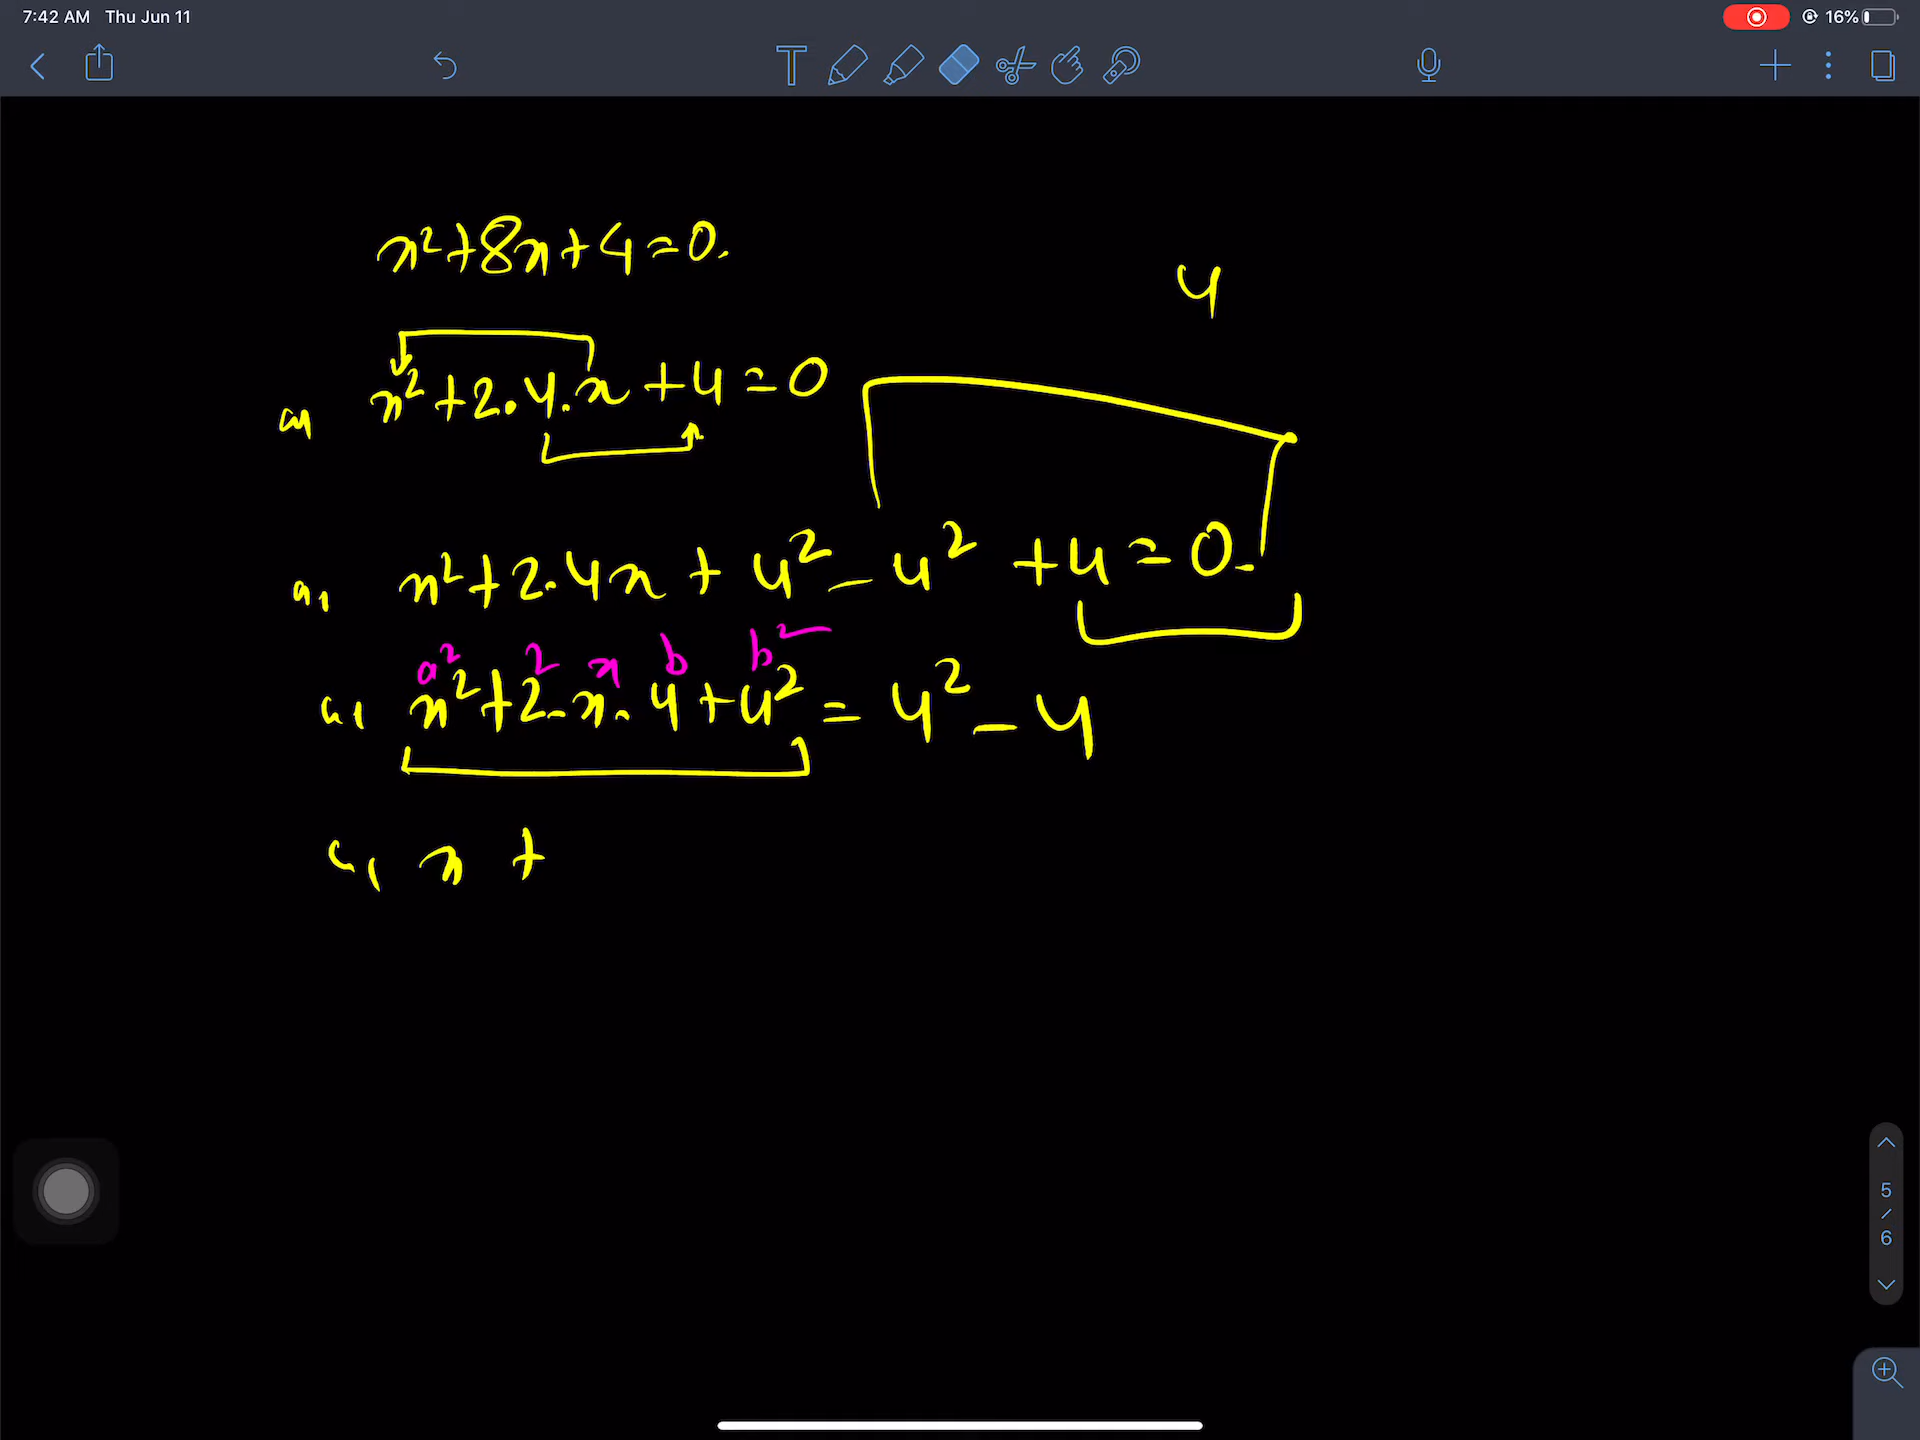 7:42 AM Thu Jun 11
16%
x²+8x+4=0.
4
x²+2.4.x+4=0
x²+2.4x+4²-4²+4=0.
a² 2 x b b²
x²+2.x.4+4²=4²-4
x+
5
/
6